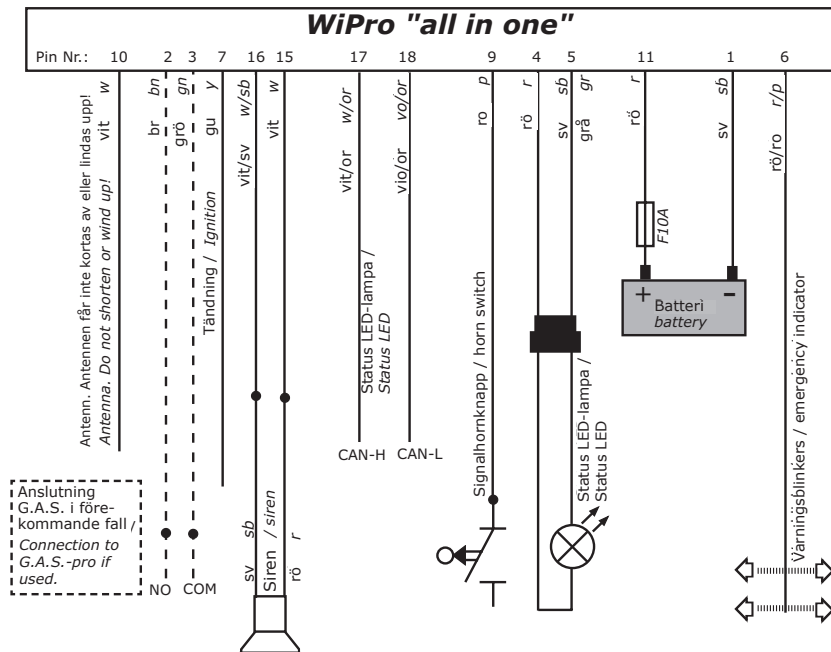 WiPro "all in one"
Pin Nr.: 10 2 3 7 16 15 17 18 9 4 5 11 1 6
Antenn. Antennen får inte kortas av eller lindas upp!
Antenna. Do not shorten or wind up!
vit w
br bn
grö gn
gu y
Tändning / Ignition
vit/sv w/sb
vit w
vit/or w/or
Status LED-lampa /
Status LED
vio/or vo/or
ro p
Signalhornknapp / horn switch
rö r
sv sb
grå gr
Status LED-lampa /
Status LED
rö r
F10A
sv sb
+ -
Batteri
battery
rö/ro r/p
Varningsblinkers / emergency indicator
CAN-H CAN-L
Anslutning
G.A.S. i före-
kommande fall /
Connection to
G.A.S.-pro if
used.
NO COM
sv sb
Siren / siren
rö r